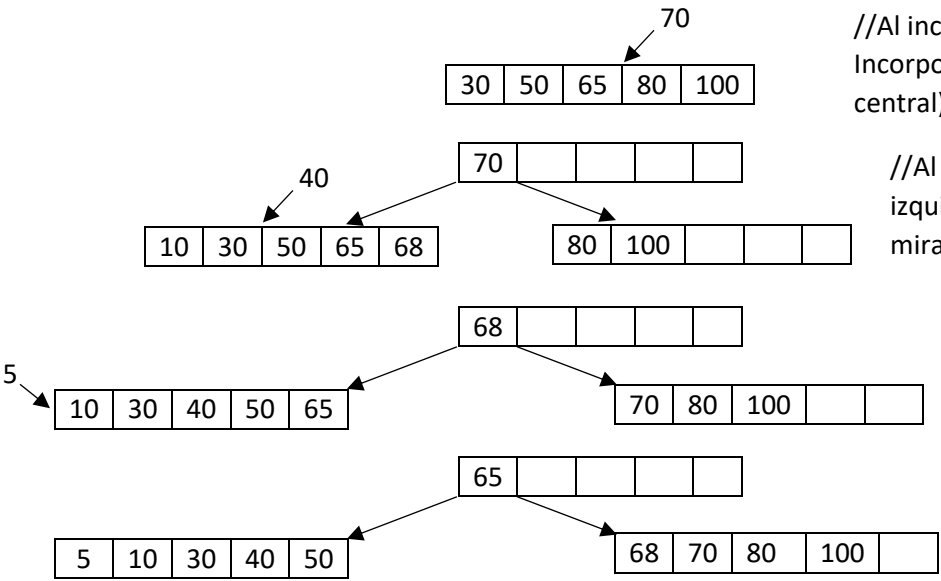 70
//Al inc
30 50 65 80 100
Incorpo
central)
70
//Al
40
izqui
10 30 50 65 68
80 100
mira
68
5
10 30 40 50 65
70 80 100
65
5 10 30 40 50
68 70 80 100